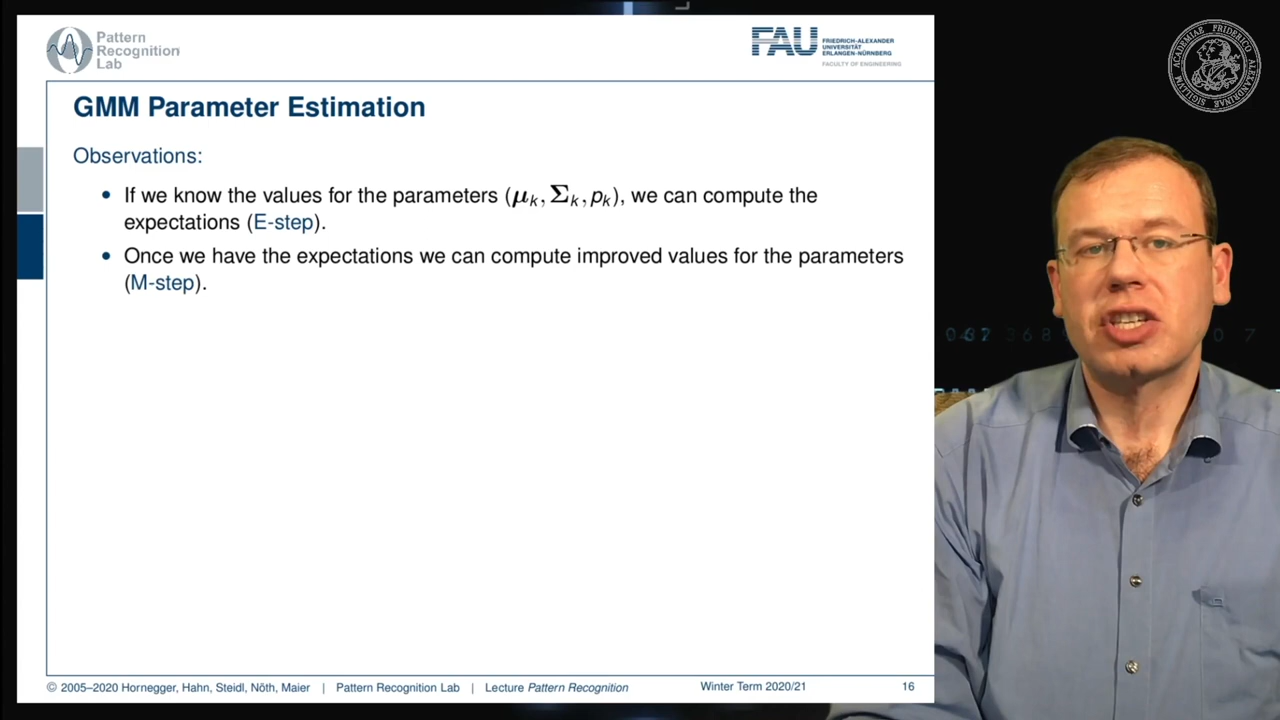 Pattern
Recognition
Lab
FAU
FRIEDRICH-ALEXANDER
UNIVERSITÄT
ERLANGEN-NÜRNBERG
FACULTY OF ENGINEERING
GMM Parameter Estimation
Observations:
• If we know the values for the parameters (μₖ, Σₖ, pₖ), we can compute the
expectations (E-step).
• Once we have the expectations we can compute improved values for the parameters
(M-step).
© 2005–2020 Hornegger, Hahn, Steidl, Nöth, Maier | Pattern Recognition Lab | Lecture Pattern Recognition
Winter Term 2020/21
16